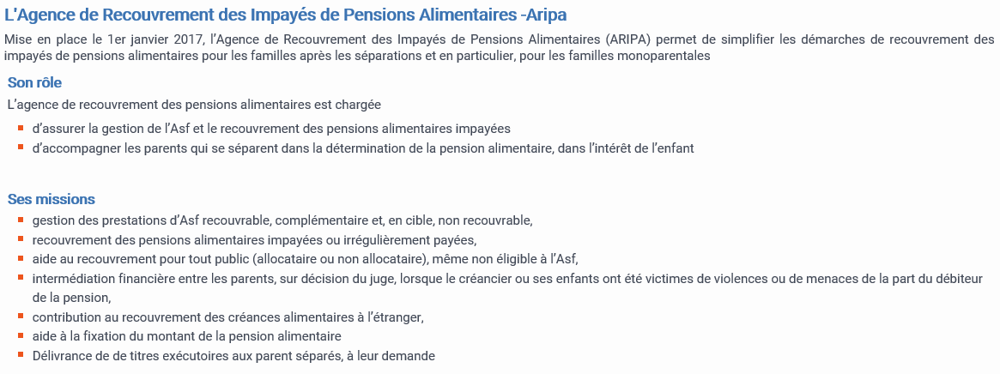 L'Agence de Recouvrement des Impayés de Pensions Alimentaires -Aripa
Mise en place le 1er janvier 2017, l’Agence de Recouvrement des Impayés de Pensions Alimentaires (ARIPA) permet de simplifier les démarches de recouvrement des
impayés de pensions alimentaires pour les familles après les séparations et en particulier, pour les familles monoparentales
Son rôle
L’agence de recouvrement des pensions alimentaires est chargée
d’assurer la gestion de l’Asf et le recouvrement des pensions alimentaires impayées
d’accompagner les parents qui se séparent dans la détermination de la pension alimentaire, dans l’intérêt de l’enfant
Ses missions
gestion des prestations d’Asf recouvrable, complémentaire et, en cible, non recouvrable,
recouvrement des pensions alimentaires impayées ou irrégulièrement payées,
aide au recouvrement pour tout public (allocataire ou non allocataire), même non éligible à l’Asf,
intermédiation financière entre les parents, sur décision du juge, lorsque le créancier ou ses enfants ont été victimes de violences ou de menaces de la part du débiteur
de la pension,
contribution au recouvrement des créances alimentaires à l’étranger,
aide à la fixation du montant de la pension alimentaire
Délivrance de de titres exécutoires aux parent séparés, à leur demande